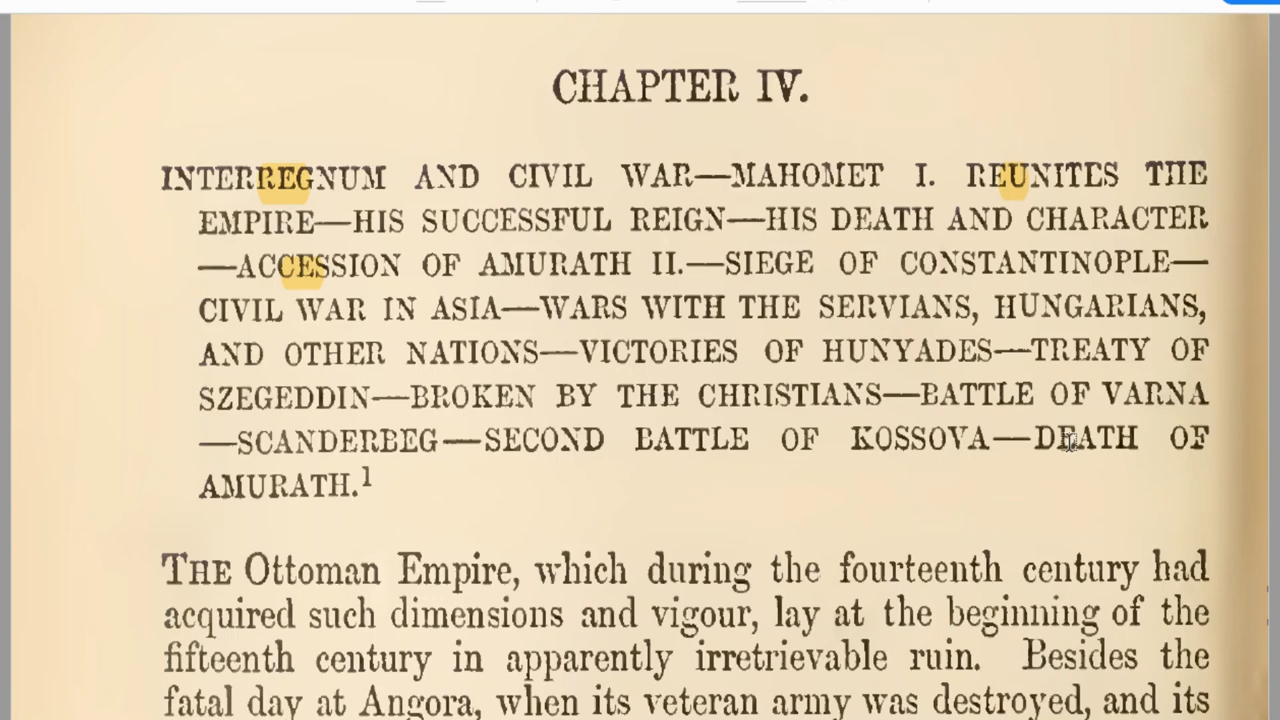 CHAPTER IV.
INTERREGNUM AND CIVIL WAR—MAHOMET I. REUNITES THE
EMPIRE—HIS SUCCESSFUL REIGN—HIS DEATH AND CHARACTER
—ACCESSION OF AMURATH II.—SIEGE OF CONSTANTINOPLE—
CIVIL WAR IN ASIA—WARS WITH THE SERVIANS, HUNGARIANS,
AND OTHER NATIONS—VICTORIES OF HUNYADES—TREATY OF
SZEGEDDIN—BROKEN BY THE CHRISTIANS—BATTLE OF VARNA
—SCANDERBEG—SECOND BATTLE OF KOSSOVA—DEATH OF
AMURATH.1
THE Ottoman Empire, which during the fourteenth century had
acquired such dimensions and vigour, lay at the beginning of the
fifteenth century in apparently irretrievable ruin. Besides the
fatal day at Angora, when its veteran army was destroyed, and its